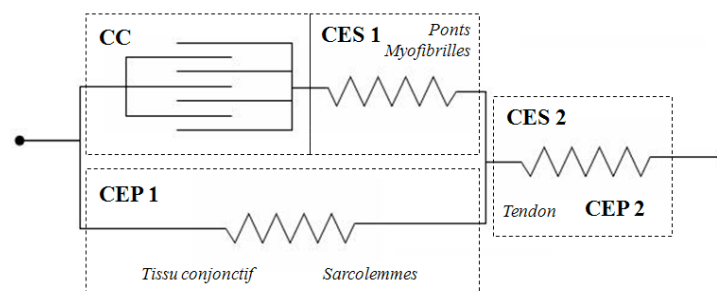 CC
CES 1
Ponts
Myofibrilles
CES 2
CEP 1
Tendon
CEP 2
Tissu conjonctif
Sarcolemmes